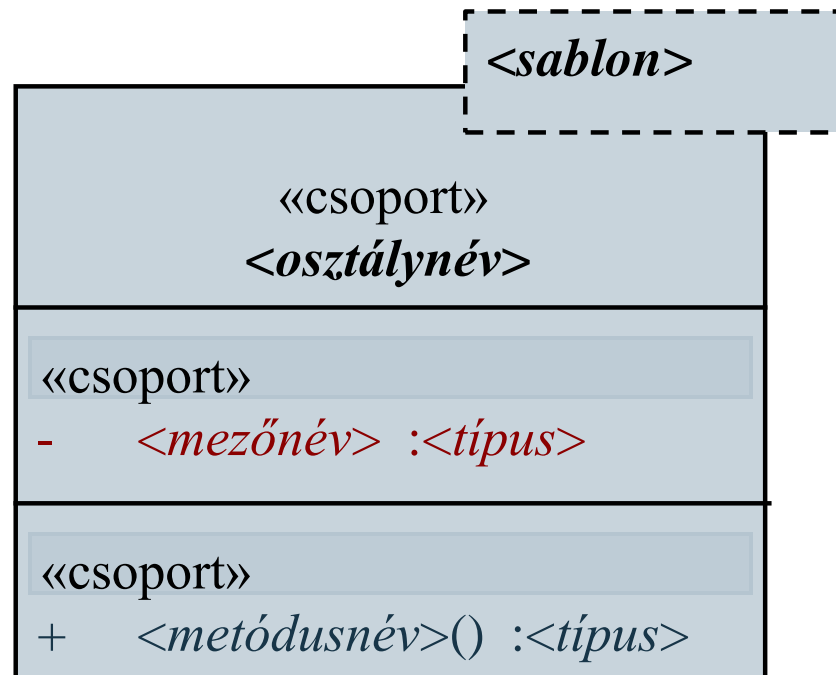 <sablon>
«csoport»
<osztálynév>
«csoport»
- <mezőnév> :<típus>
«csoport»
+ <metódusnév>() :<típus>